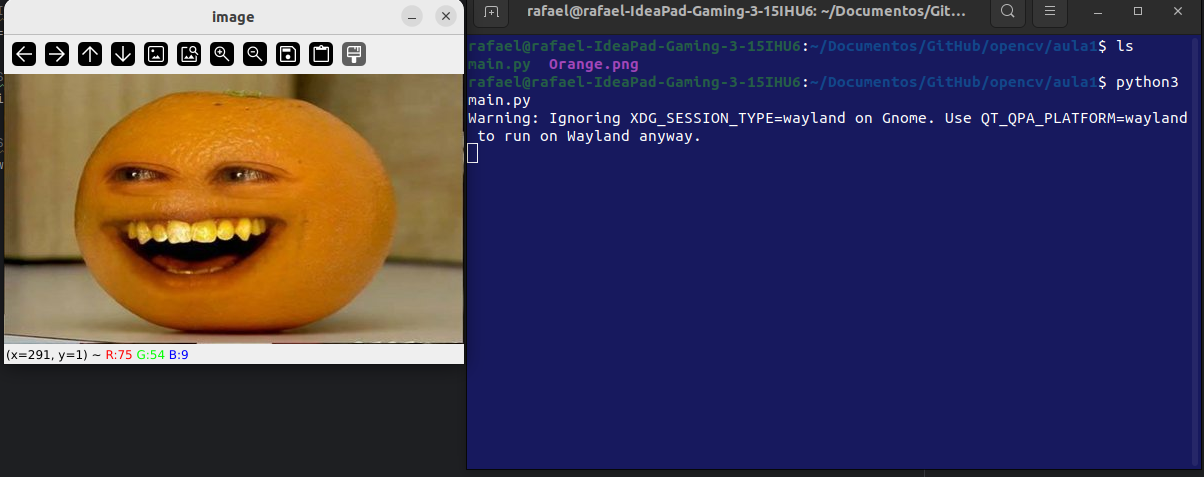 image
(x=291, y=1) ~ R:75 G:54 B:9
rafael@rafael-IdeaPad-Gaming-3-15IHU6: ~/Documentos/Git...
rafael@rafael-IdeaPad-Gaming-3-15IHU6:~/Documentos/GitHub/opencv/aula1$ ls
main.py  Orange.png
rafael@rafael-IdeaPad-Gaming-3-15IHU6:~/Documentos/GitHub/opencv/aula1$ python3
main.py
Warning: Ignoring XDG_SESSION_TYPE=wayland on Gnome. Use QT_QPA_PLATFORM=wayland
 to run on Wayland anyway.